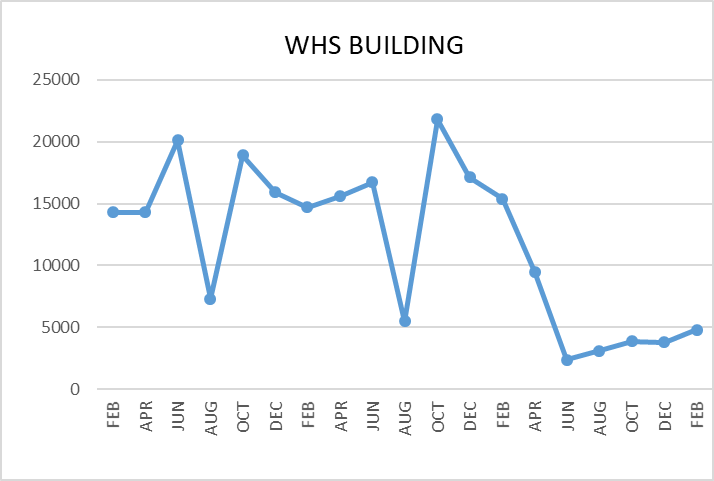 WHS BUILDING
25000
20000
15000
10000
5000
0
FEB
APR
JUN
AUG
OCT
DEC
FEB
APR
JUN
AUG
OCT
DEC
FEB
APR
JUN
AUG
OCT
DEC
FEB